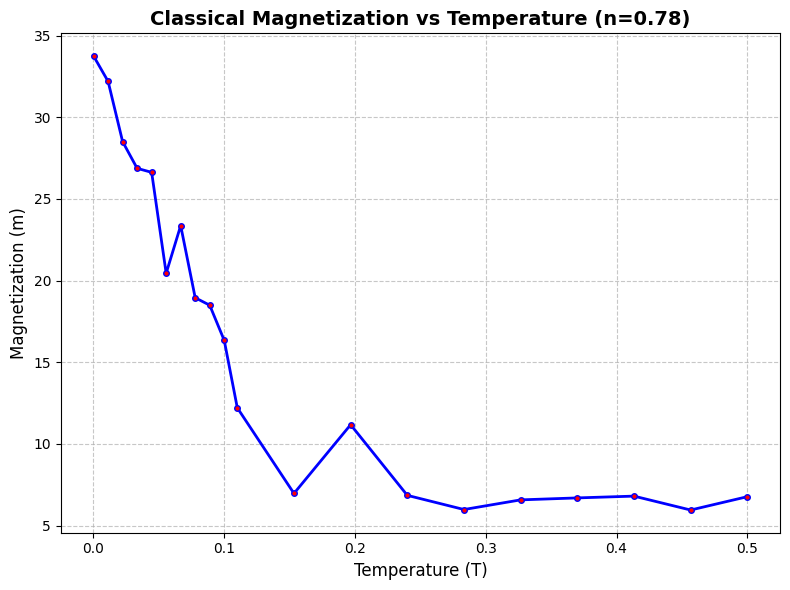 Classical Magnetization vs Temperature (n=0.78)
Magnetization (m)
35
30
25
20
15
10
5
0.0 0.1 0.2 0.3 0.4 0.5
Temperature (T)